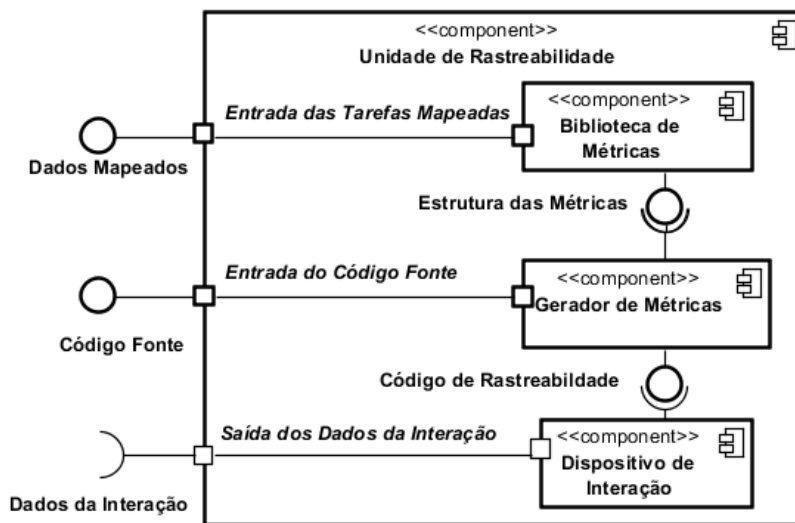 <<component>>
Unidade de Rastreabilidade
Entrada das Tarefas Mapeadas
<<component>>
Biblioteca de
Métricas
Dados Mapeados
Estrutura das Métricas
Entrada do Código Fonte
<<component>>
Gerador de Métricas
Código Fonte
Código de Rastreabildade
Saída dos Dados da Interação
<<component>>
Dispositivo de
Interação
Dados da Interação